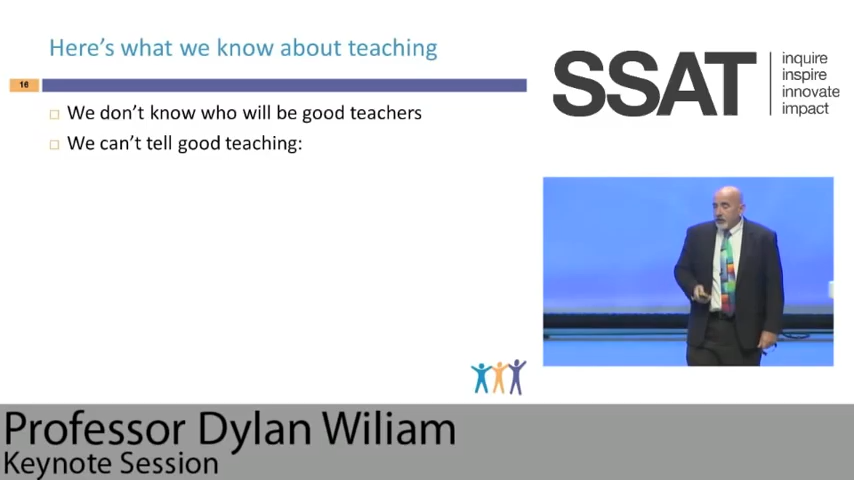 Here's what we know about teaching
16
We don't know who will be good teachers
We can't tell good teaching:
SSAT
inquire
inspire
innovate
impact
Professor Dylan Wiliam
Keynote Session